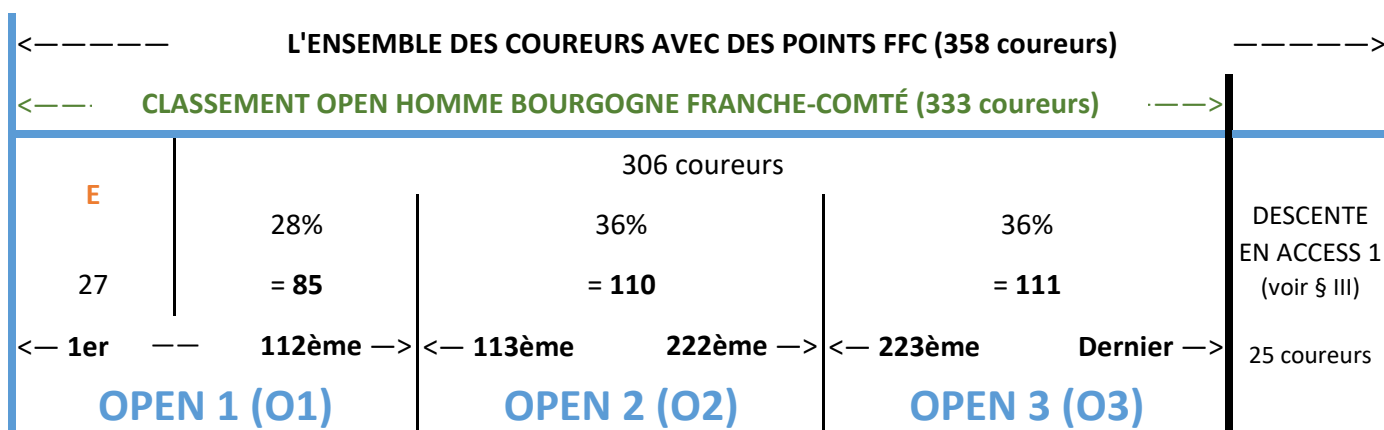 <—————— L'ENSEMBLE DES COUREURS AVEC DES POINTS FFC (358 coureurs) —————>
<—— CLASSEMENT OPEN HOMME BOURGOGNE FRANCHE-COMTÉ (333 coureurs) ——>
306 coureurs
E
28% 36% 36%
27 = 85 = 110 = 111
<— 1er —— 112ème —> <— 113ème 222ème —> <— 223ème Dernier —>
OPEN 1 (O1) OPEN 2 (O2) OPEN 3 (O3)
DESCENTE
EN ACCESS 1
(voir § III)
25 coureurs